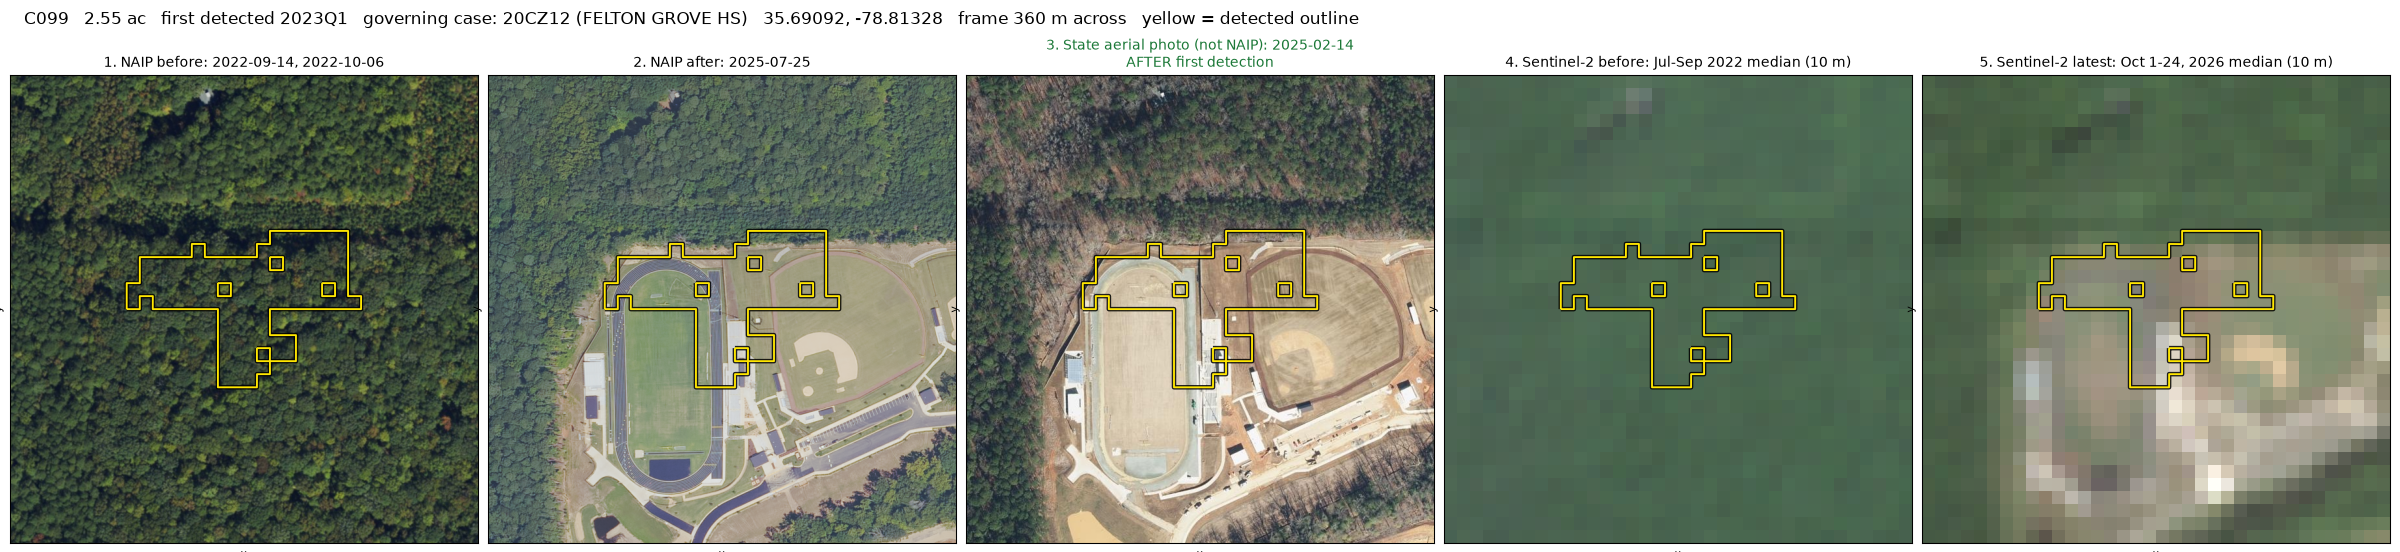 C099   2.55 ac   first detected 2023Q1   governing case: 20CZ12 (FELTON GROVE HS)   35.69092, -78.81328   frame 360 m across   yellow = detected outline
1. NAIP before: 2022-09-14, 2022-10-06
2. NAIP after: 2025-07-25
3. State aerial photo (not NAIP): 2025-02-14
AFTER first detection
4. Sentinel-2 before: Jul-Sep 2022 median (10 m)
5. Sentinel-2 latest: Oct 1-24, 2026 median (10 m)